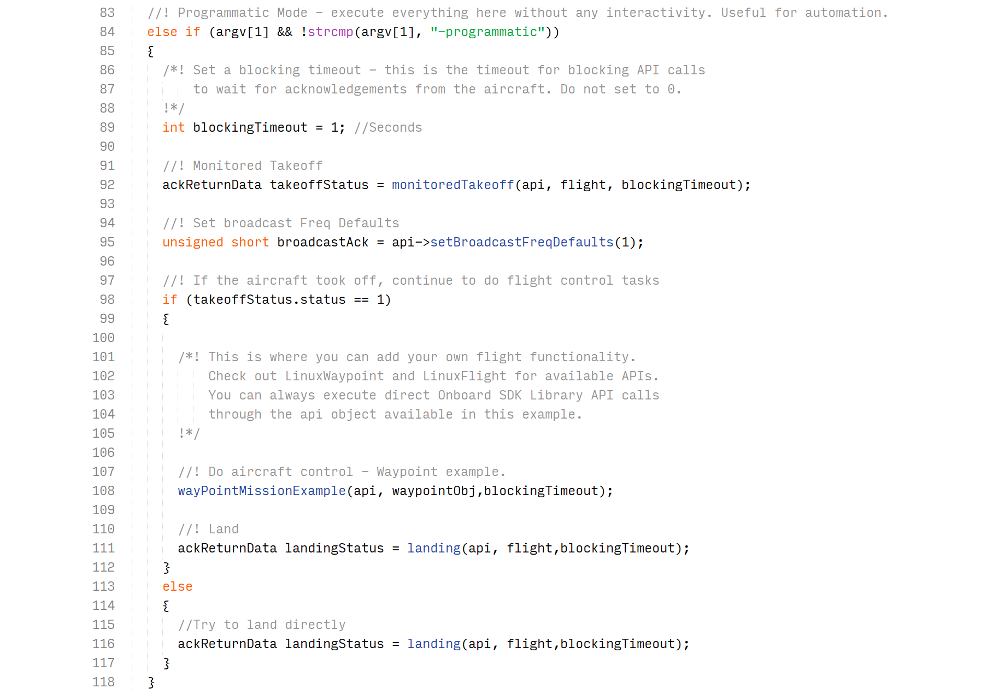 83 //! Programmatic Mode - execute everything here without any interactivity. Useful for automation.
84 else if (argv[1] && !strcmp(argv[1], "-programmatic"))
85 {
86 /*! Set a blocking timeout - this is the timeout for blocking API calls
87 to wait for acknowledgements from the aircraft. Do not set to 0.
88 !*/
89 int blockingTimeout = 1; //Seconds
90
91 //! Monitored Takeoff
92 ackReturnData takeoffStatus = monitoredTakeoff(api, flight, blockingTimeout);
93
94 //! Set broadcast Freq Defaults
95 unsigned short broadcastAck = api->setBroadcastFreqDefaults(1);
96
97 //! If the aircraft took off, continue to do flight control tasks
98 if (takeoffStatus.status == 1)
99 {
100
101 /*! This is where you can add your own flight functionality.
102 Check out LinuxWaypoint and LinuxFlight for available APIs.
103 You can always execute direct Onboard SDK Library API calls
104 through the api object available in this example.
105 !*/
106
107 //! Do aircraft control - Waypoint example.
108 wayPointMissionExample(api, waypointObj,blockingTimeout);
109
110 //! Land
111 ackReturnData landingStatus = landing(api, flight,blockingTimeout);
112 }
113 else
114 {
115 //Try to land directly
116 ackReturnData landingStatus = landing(api, flight,blockingTimeout);
117 }
118 }